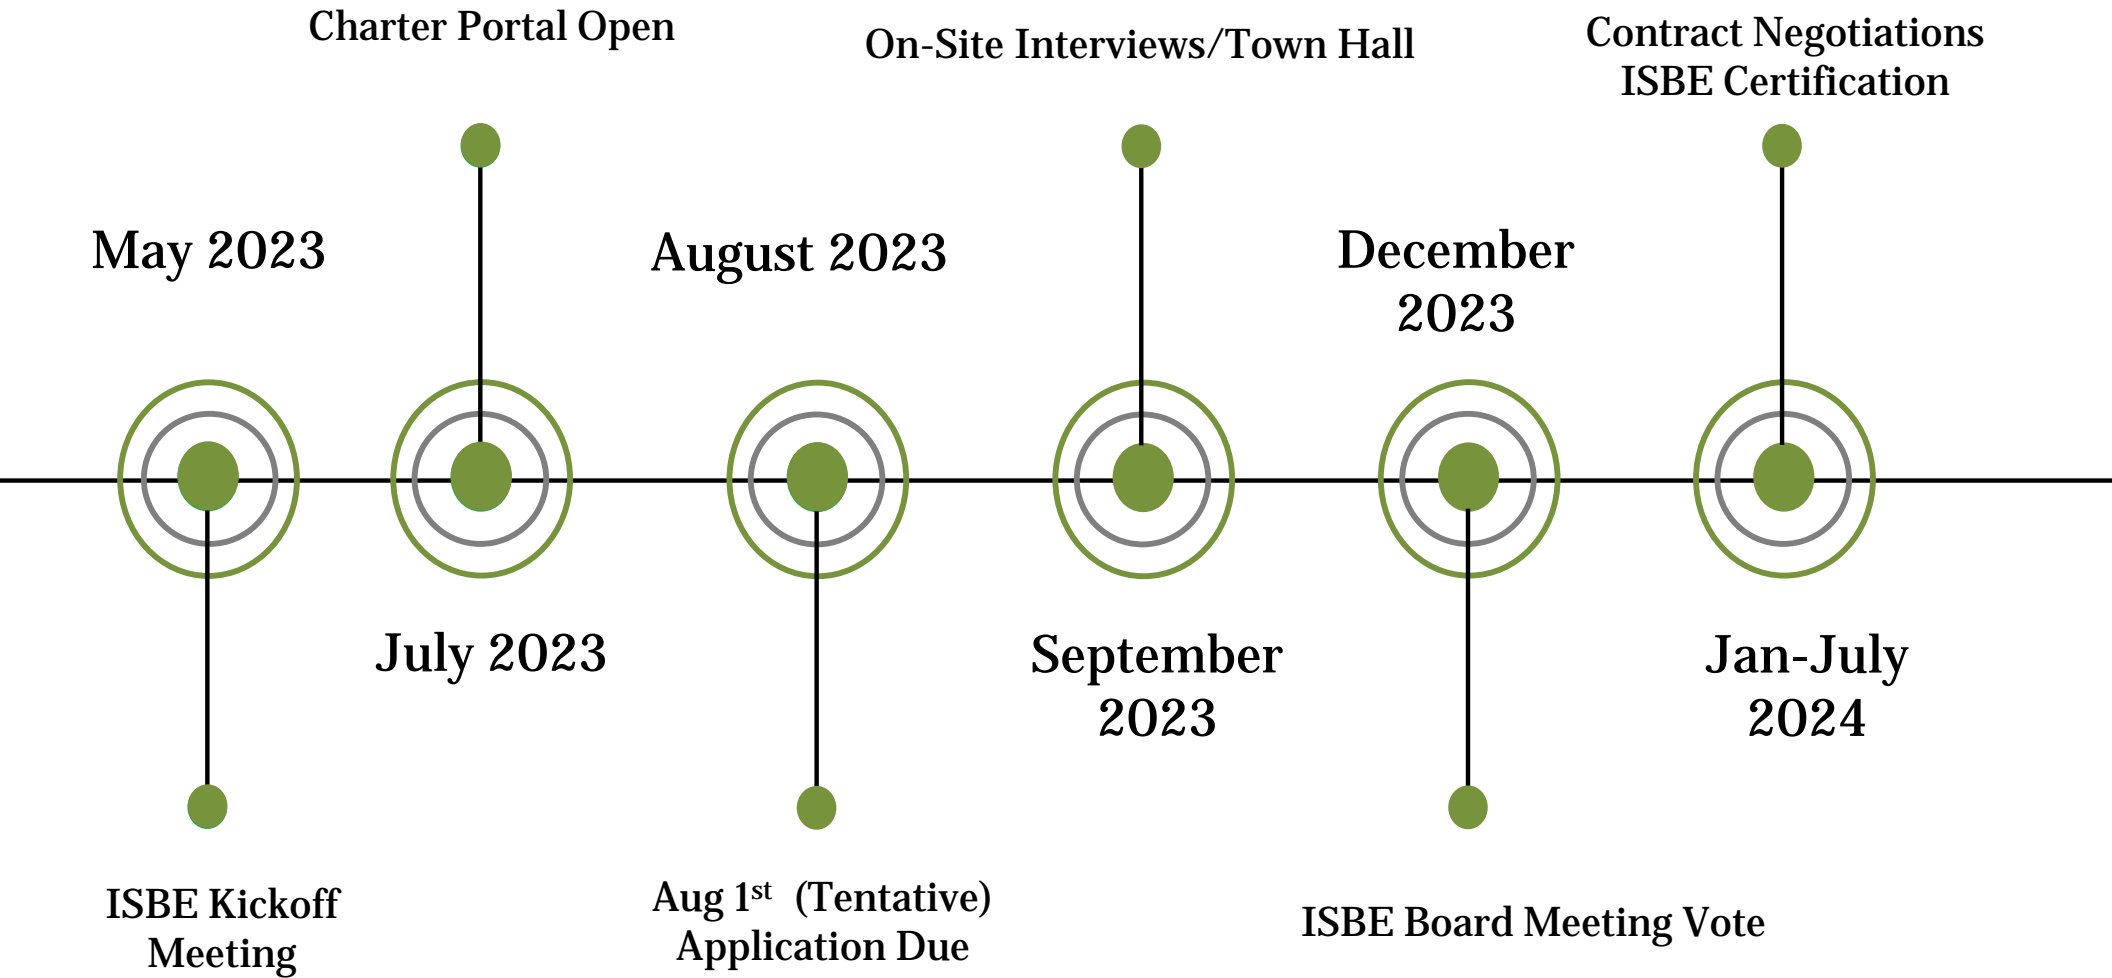 Charter Portal Open
On-Site Interviews/Town Hall
Contract Negotiations
ISBE Certification
May 2023
August 2023
December
2023
July 2023
September
2023
Jan-July
2024
ISBE Kickoff
Meeting
Aug 1st (Tentative)
Application Due
ISBE Board Meeting Vote